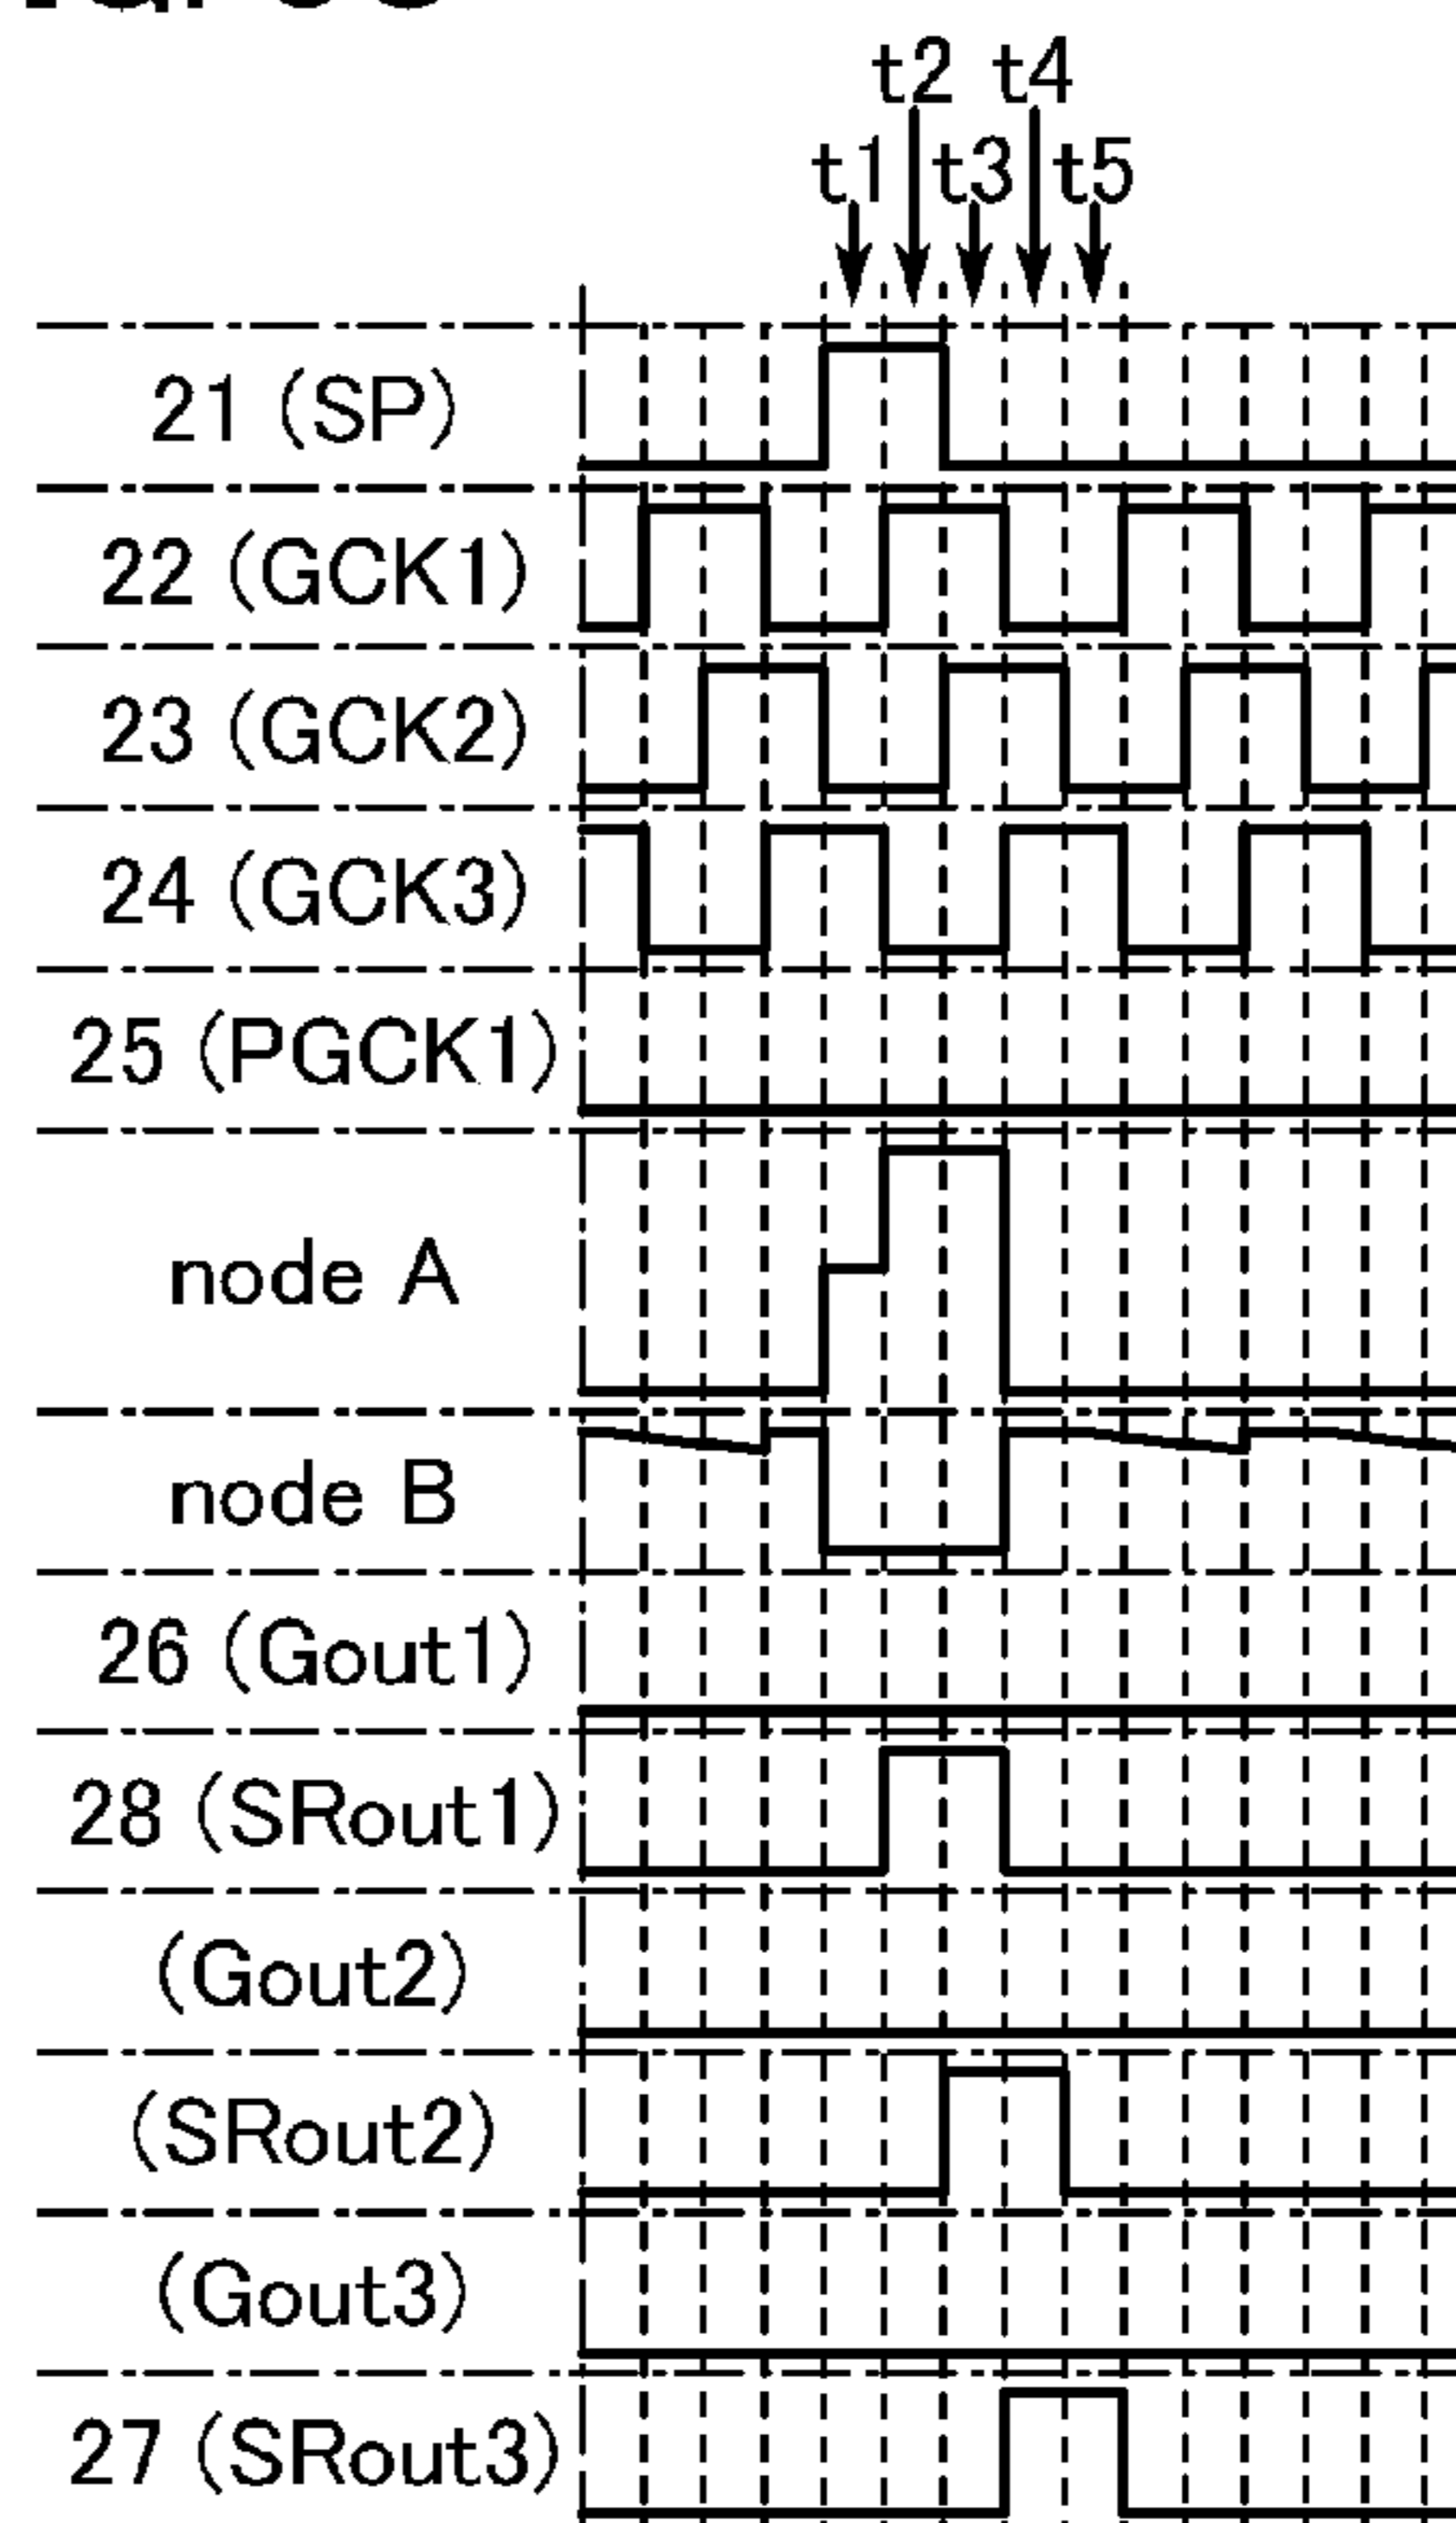 t2 t4
t1 t3 t5
21 (SP)
22 (GCK1)
23 (GCK2)
24 (GCK3)
25 (PGCK1)
node A
node B
26 (Gout1)
28 (SRout1)
(Gout2)
(SRout2)
(Gout3)
27 (SRout3)